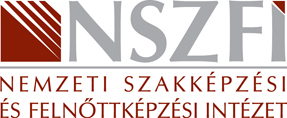 NSZFI
NEMZETI SZAKKÉPZÉSI
ÉS FELNŐTTKÉPZÉSI INTÉZET